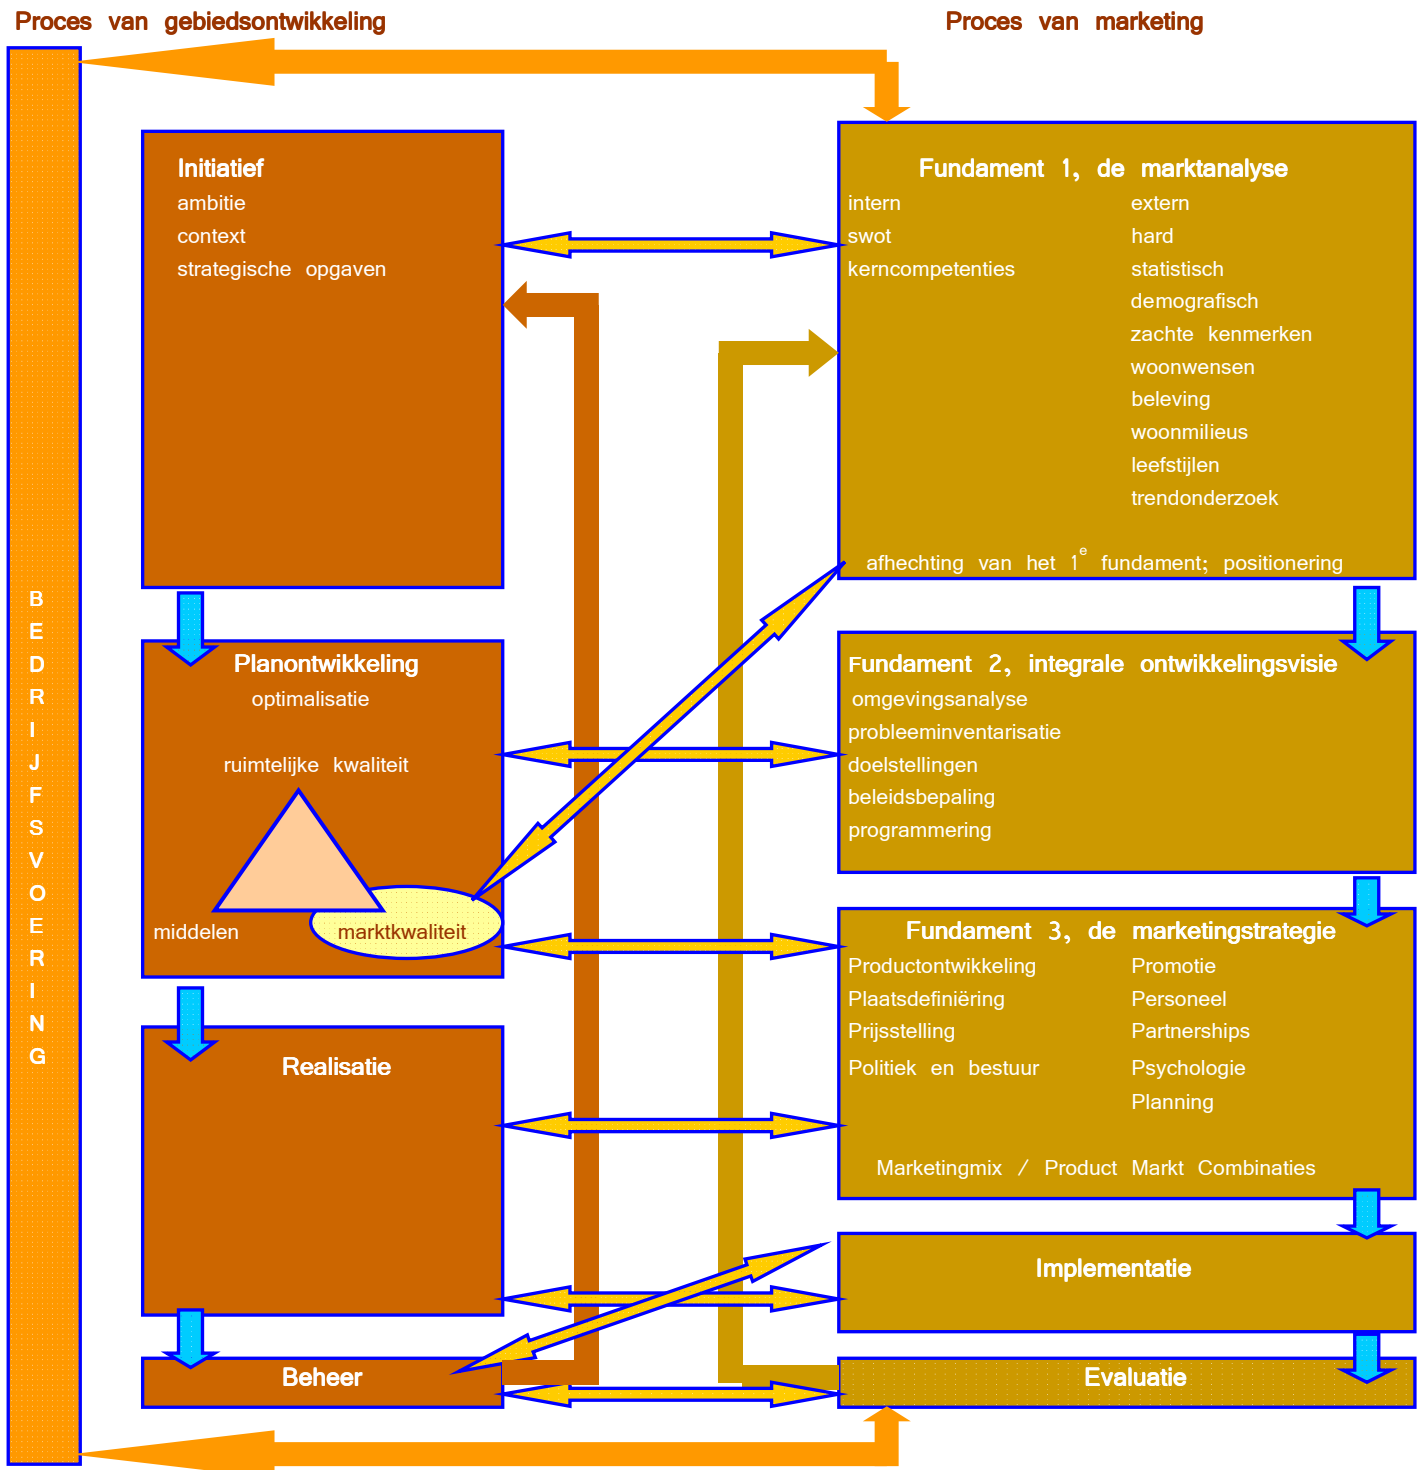 Proces van gebiedsontwikkeling
Proces van marketing
B
E
D
R
I
J
F
S
V
O
E
R
I
N
G
Initiatief
ambitie
context
strategische opgaven
Planontwikkeling
optimalisatie
ruimtelijke kwaliteit
middelen
marktkwaliteit
Realisatie
Beheer
Fundament 1, de marktanalyse
intern
swot
kerncompetenties
extern
hard
statistisch
demografisch
zachte kenmerken
woonwensen
beleving
woonmilieus
leefstijlen
trendonderzoek
afhechting van het 1e fundament; positionering
Fundament 2, integrale ontwikkelingsvisie
omgevingsanalyse
probleeminventarisatie
doelstellingen
beleidsbepaling
programmering
Fundament 3, de marketingstrategie
Productontwikkeling
Plaatsdefiniëring
Prijsstelling
Politiek en bestuur
Promotie
Personeel
Partnerships
Psychologie
Planning
Marketingmix / Product Markt Combinaties
Implementatie
Evaluatie